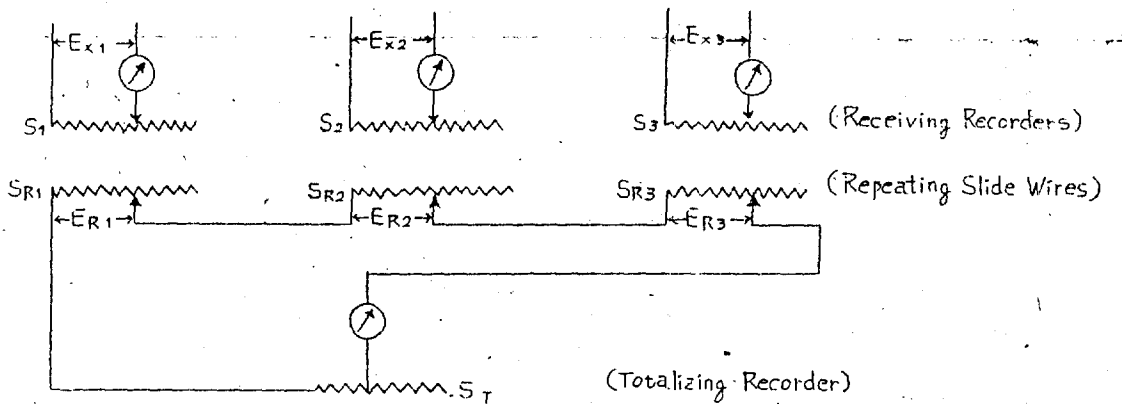 Ex1 Ex2 Ex3
S1 S2 S3 (Receiving Recorders)
SR1 SR2 SR3 (Repeating Slide Wires)
ER1 ER2 ER3
ST (Totalizing Recorder)